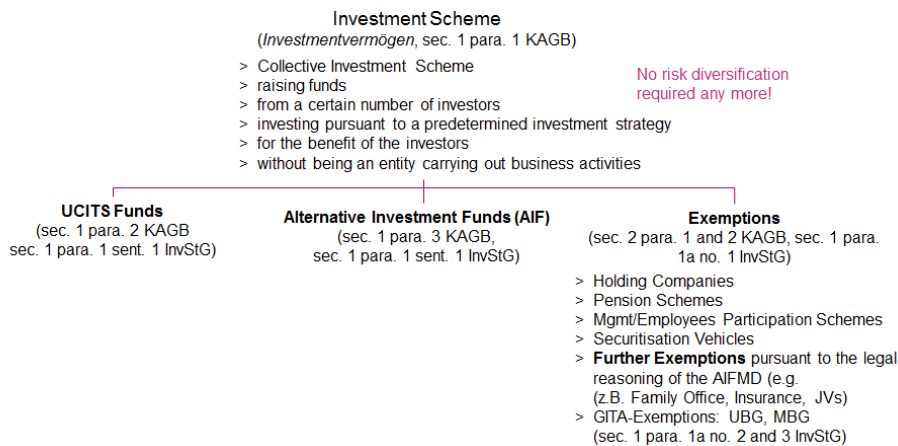 Investment Scheme
(Investmentvermögen, sec. 1 para. 1 KAGB)
> Collective Investment Scheme
> raising funds
> from a certain number of investors
> investing pursuant to a predetermined investment strategy
> for the benefit of the investors
> without being an entity carrying out business activities
No risk diversification
required any more!
UCITS Funds
(sec. 1 para. 2 KAGB
sec. 1 para. 1 sent. 1 InvStG)
Alternative Investment Funds (AIF)
(sec. 1 para. 3 KAGB,
sec. 1 para. 1 sent. 1 InvStG)
Exemptions
(sec. 2 para. 1 and 2 KAGB, sec. 1 para.
1a no. 1 InvStG)
> Holding Companies
> Pension Schemes
> Mgmt/Employees Participation Schemes
> Securitisation Vehicles
> Further Exemptions pursuant to the legal
reasoning of the AIFMD (e.g.
(z.B. Family Office, Insurance, JVs)
> GITA-Exemptions: UBG, MBG
(sec. 1 para. 1a no. 2 and 3 InvStG)